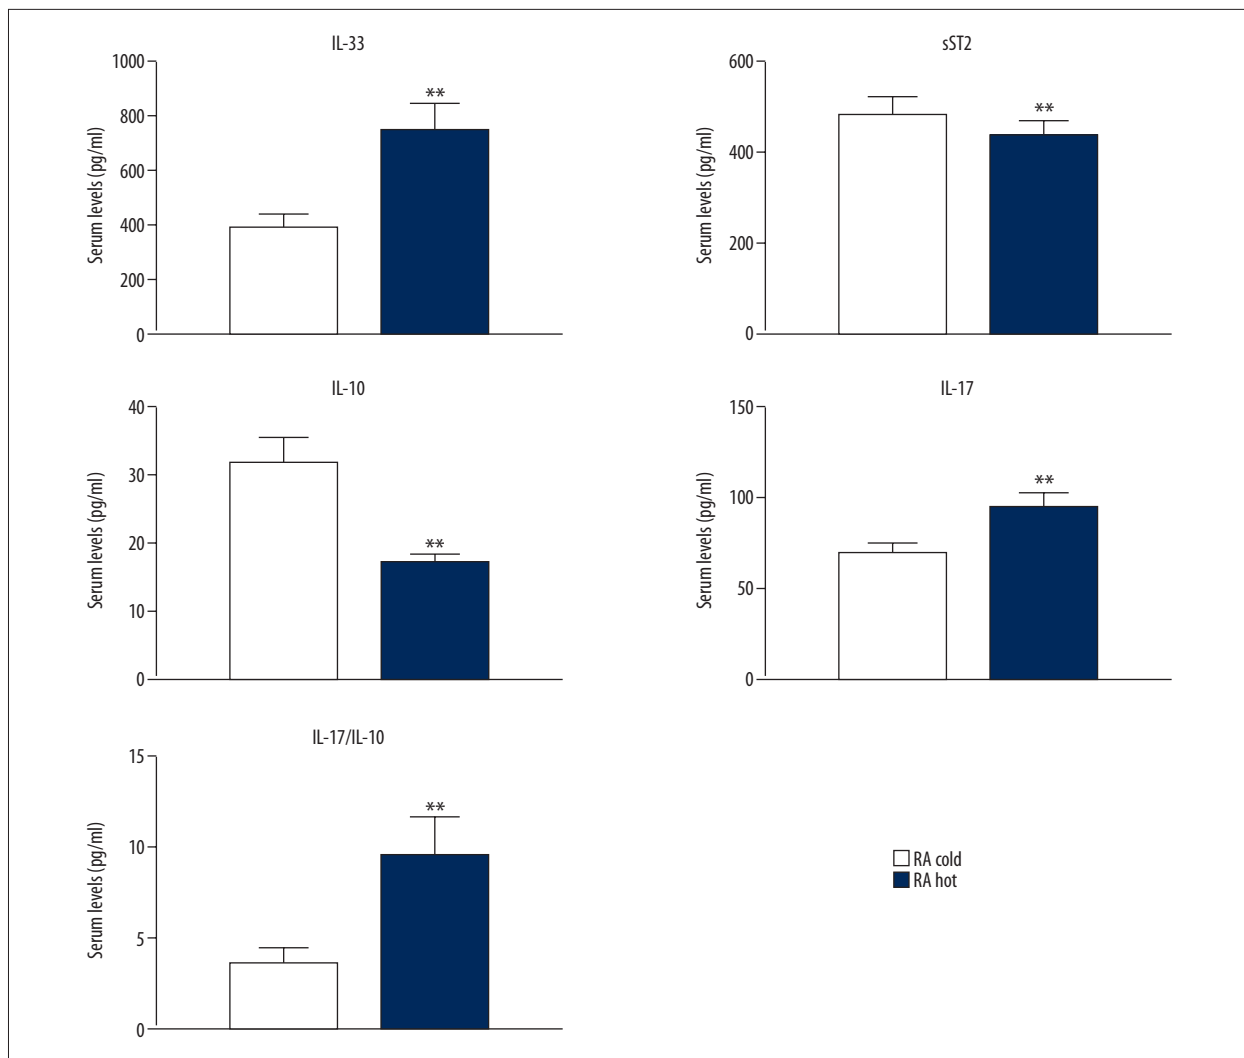 IL-33
1000
800
600
400
200
0
Serum levels (pg/ml)
**
sST2
600
400
200
0
Serum levels (pg/ml)
**
IL-10
40
30
20
10
0
Serum levels (pg/ml)
**
IL-17
150
100
50
0
Serum levels (pg/ml)
**
IL-17/IL-10
15
10
5
0
Serum levels (pg/ml)
**
RA cold
RA hot